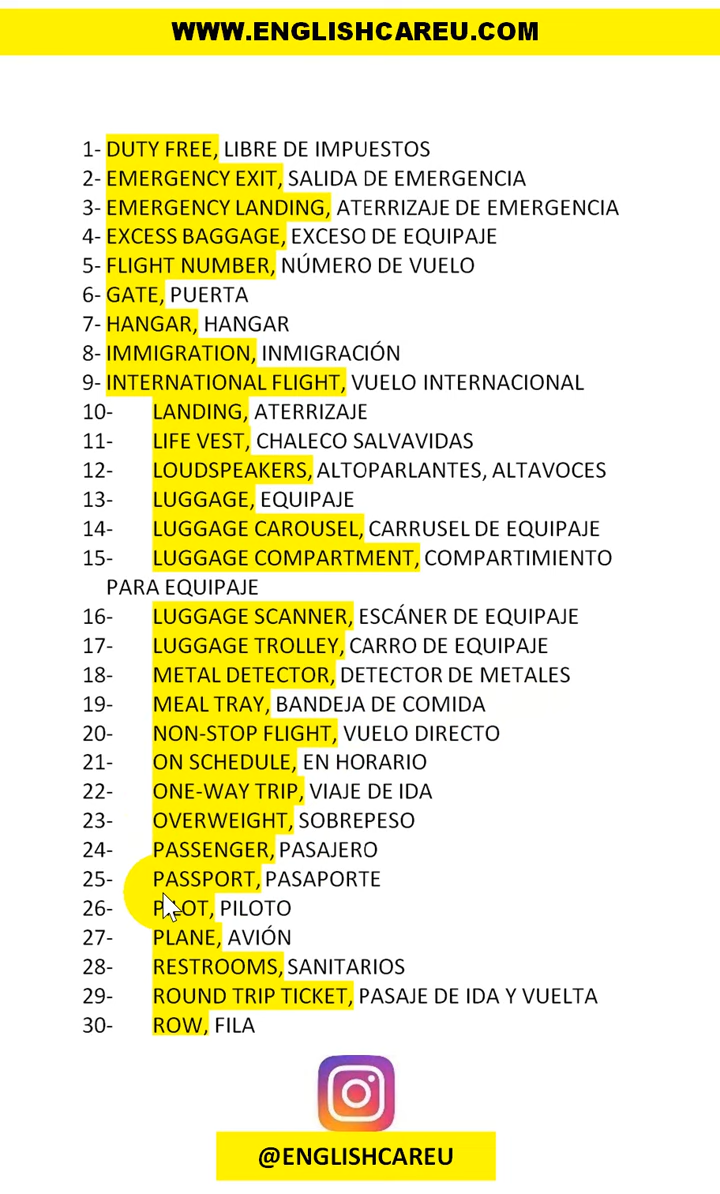 WWW.ENGLISHCAREU.COM
1- DUTY FREE, LIBRE DE IMPUESTOS
2- EMERGENCY EXIT, SALIDA DE EMERGENCIA
3- EMERGENCY LANDING, ATERRIZAJE DE EMERGENCIA
4- EXCESS BAGGAGE, EXCESO DE EQUIPAJE
5- FLIGHT NUMBER, NÚMERO DE VUELO
6- GATE, PUERTA
7- HANGAR, HANGAR
8- IMMIGRATION, INMIGRACIÓN
9- INTERNATIONAL FLIGHT, VUELO INTERNACIONAL
10- LANDING, ATERRIZAJE
11- LIFE VEST, CHALECO SALVAVIDAS
12- LOUDSPEAKERS, ALTOPARLANTES, ALTAVOCES
13- LUGGAGE, EQUIPAJE
14- LUGGAGE CAROUSEL, CARRUSEL DE EQUIPAJE
15- LUGGAGE COMPARTMENT, COMPARTIMIENTO
PARA EQUIPAJE
16- LUGGAGE SCANNER, ESCÁNER DE EQUIPAJE
17- LUGGAGE TROLLEY, CARRO DE EQUIPAJE
18- METAL DETECTOR, DETECTOR DE METALES
19- MEAL TRAY, BANDEJA DE COMIDA
20- NON-STOP FLIGHT, VUELO DIRECTO
21- ON SCHEDULE, EN HORARIO
22- ONE-WAY TRIP, VIAJE DE IDA
23- OVERWEIGHT, SOBREPESO
24- PASSENGER, PASAJERO
25- PASSPORT, PASAPORTE
26- PILOT, PILOTO
27- PLANE, AVIÓN
28- RESTROOMS, SANITARIOS
29- ROUND TRIP TICKET, PASAJE DE IDA Y VUELTA
30- ROW, FILA
@ENGLISHCAREU